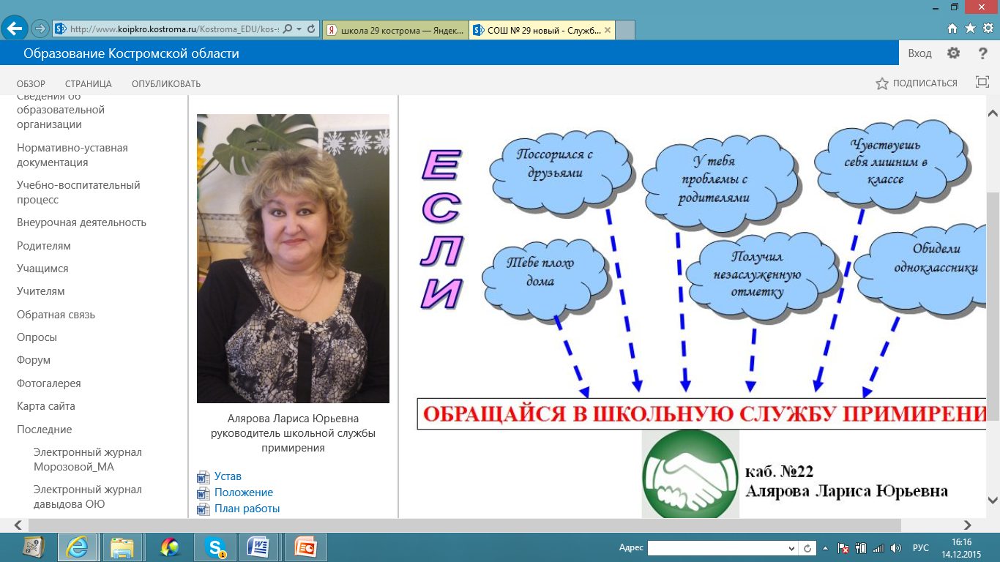 http://www.koipkro.kostroma.ru/Kostroma_EDU/kos-
школа 29 кострома — Яндек...
СОШ № 29 новый - Служб...
Образование Костромской области
Вход
ОБЗОР СТРАНИЦА ОПУБЛИКОВАТЬ
ПОДПИСАТЬСЯ
Сведения об
образовательной
организации
Нормативно-уставная
документация
Учебно-воспитательный
процесс
Внеурочная деятельность
Родителям
Учащимся
Учителям
Обратная связь
Опросы
Форум
Фотогалерея
Карта сайта
Последние
Электронный журнал
Морозовой_МА
Электронный журнал
давыдова ОЮ
Алярова Лариса Юрьевна
руководитель школьной службы
примирения
Устав
Положение
План работы
ЕСЛИ
Поссорился с
друзьями
У тебя
проблемы с
родителями
Чувствуешь
себя лишним в
классе
Тебе плохо
дома
Получил
незаслуженную
отметку
Обидели
одноклассники
ОБРАЩАЙСЯ В ШКОЛЬНУЮ СЛУЖБУ ПРИМИРЕНИ
каб. №22
Алярова Лариса Юрьевна
Адрес
РУС
16:16
14.12.2015